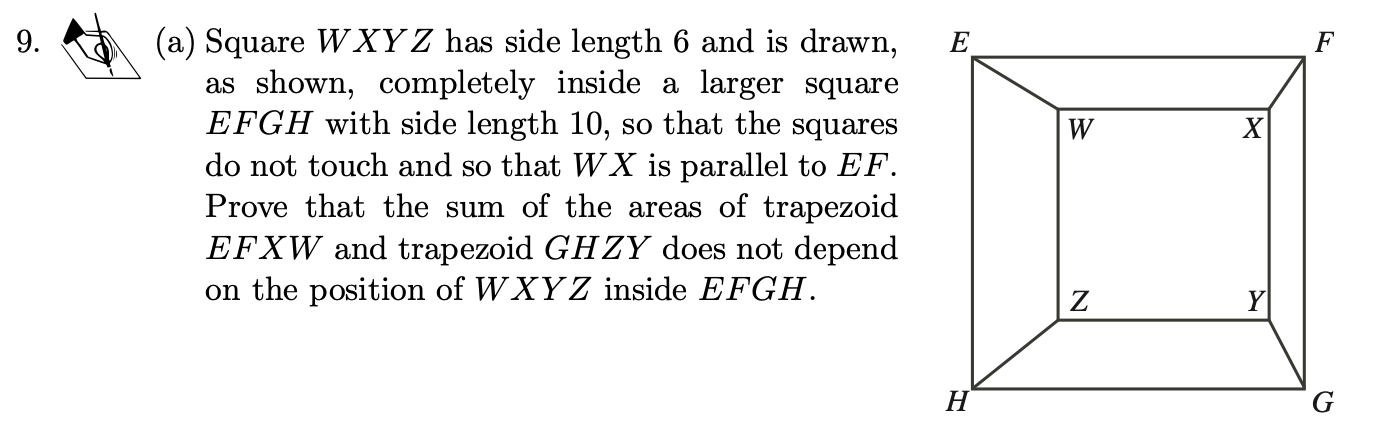 9. (a) Square WXYZ has side length 6 and is drawn,
as shown, completely inside a larger square
EFGH with side length 10, so that the squares
do not touch and so that WX is parallel to EF.
Prove that the sum of the areas of trapezoid
EFXW and trapezoid GHZY does not depend
on the position of WXYZ inside EFGH.
E F
W X
Z Y
H G